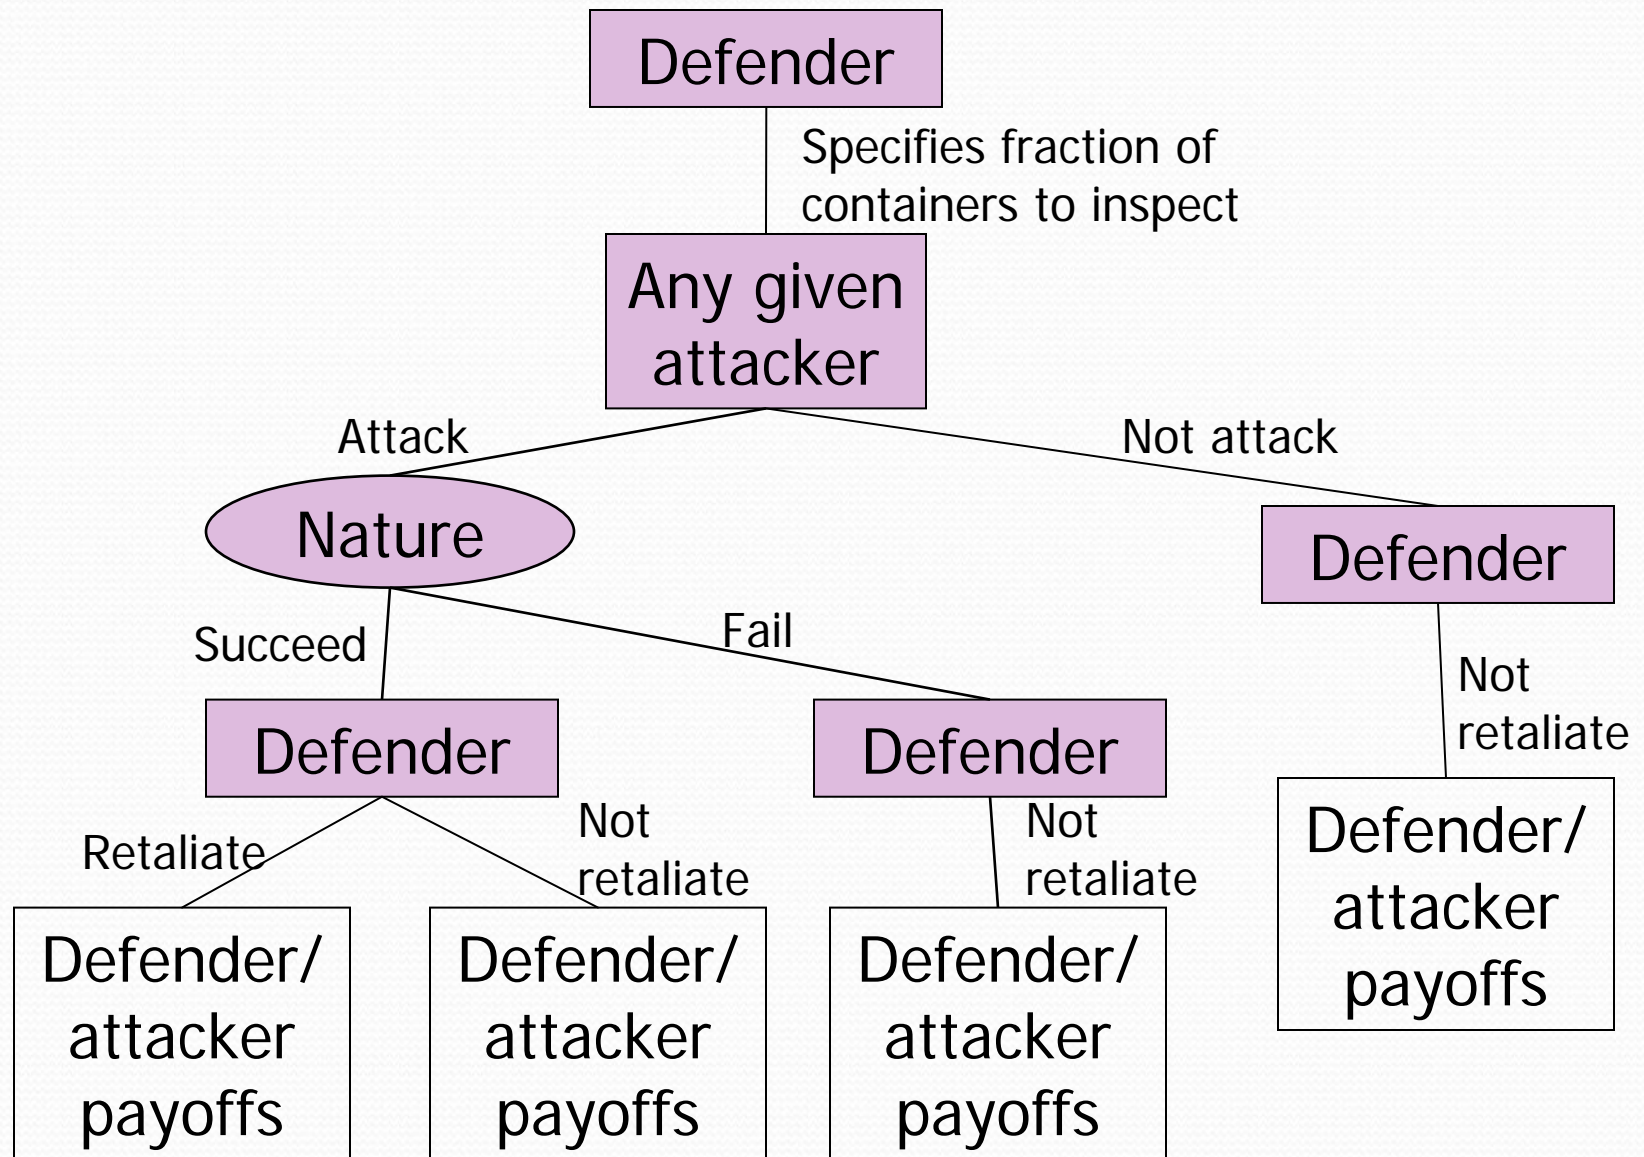 Defender
Specifies fraction of
containers to inspect
Any given
attacker
Attack
Not attack
Nature
Defender
Succeed
Fail
Not
retaliate
Defender
Defender
Retaliate
Not
retaliate
Not
retaliate
Defender/
attacker
payoffs
Defender/
attacker
payoffs
Defender/
attacker
payoffs
Defender/
attacker
payoffs